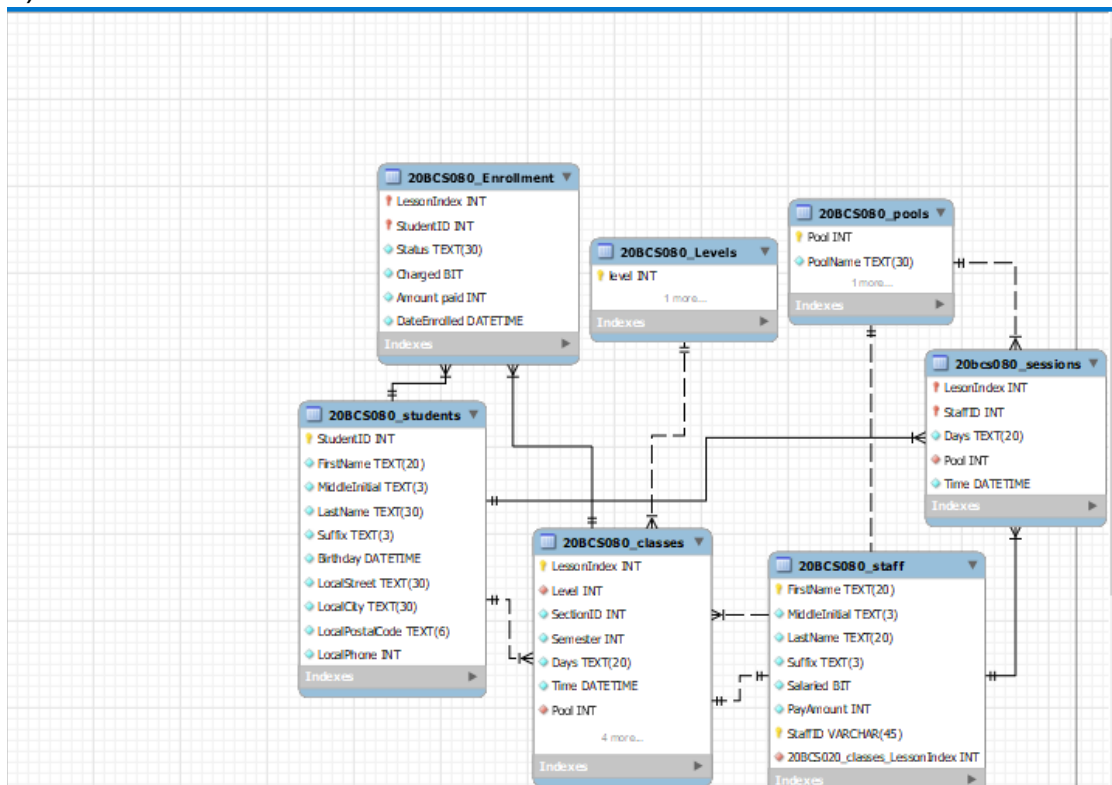 20BCS080_Enrollment
LessonIndex INT
StudentID INT
Status TEXT(30)
Charged BIT
Amount paid INT
DateEnrolled DATETIME
Indexes
20BCS080_Levels
level INT
1 more...
Indexes
20BCS080_pools
Pool INT
PoolName TEXT(30)
1 more...
Indexes
20bcs080_sessions
LesonIndex INT
StaffID INT
Days TEXT(20)
Pool INT
Time DATETIME
Indexes
20BCS080_students
StudentID INT
FirstName TEXT(20)
MiddleInitial TEXT(3)
LastName TEXT(30)
Suffix TEXT(3)
Birthday DATETIME
LocalStreet TEXT(30)
LocalCity TEXT(30)
LocalPostalCode TEXT(6)
LocalPhone INT
Indexes
20BCS080_classes
LessonIndex INT
Level INT
SectionID INT
Semester INT
Days TEXT(20)
Time DATETIME
Pool INT
4 more...
Indexes
20BCS080_staff
FirstName TEXT(20)
MiddleInitial TEXT(3)
LastName TEXT(20)
Suffix TEXT(3)
Salaried BIT
PayAmount INT
StaffID VARCHAR(45)
20BCS020_classes_LessonIndex INT
Indexes